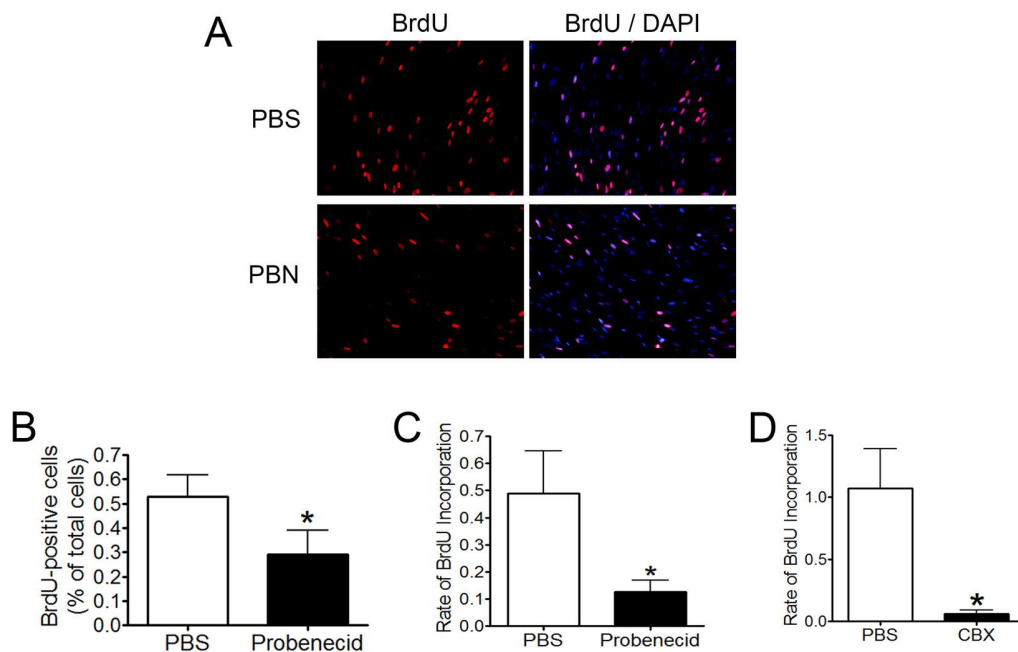 A
BrdU
BrdU / DAPI
PBS
PBN
B
BrdU-positive cells
(% of total cells)
0.7
0.6
0.5
0.4
0.3
0.2
0.1
0.0
*
PBS
Probenecid
C
Rate of BrdU Incorporation
0.7
0.6
0.5
0.4
0.3
0.2
0.1
0.0
*
PBS
Probenecid
D
Rate of BrdU Incorporation
1.5
1.0
0.5
0.0
*
PBS
CBX